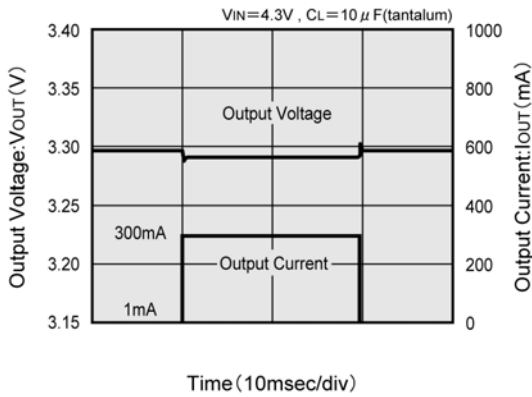 VIN=4.3V , CL=10μF(tantalum)
3.40
3.35
3.30
3.25
3.20
3.15
Output Voltage:VOUT(V)
1000
800
600
400
200
0
Output Current:IOUT(mA)
Output Voltage
300mA
Output Current
1mA
Time(10msec/div)